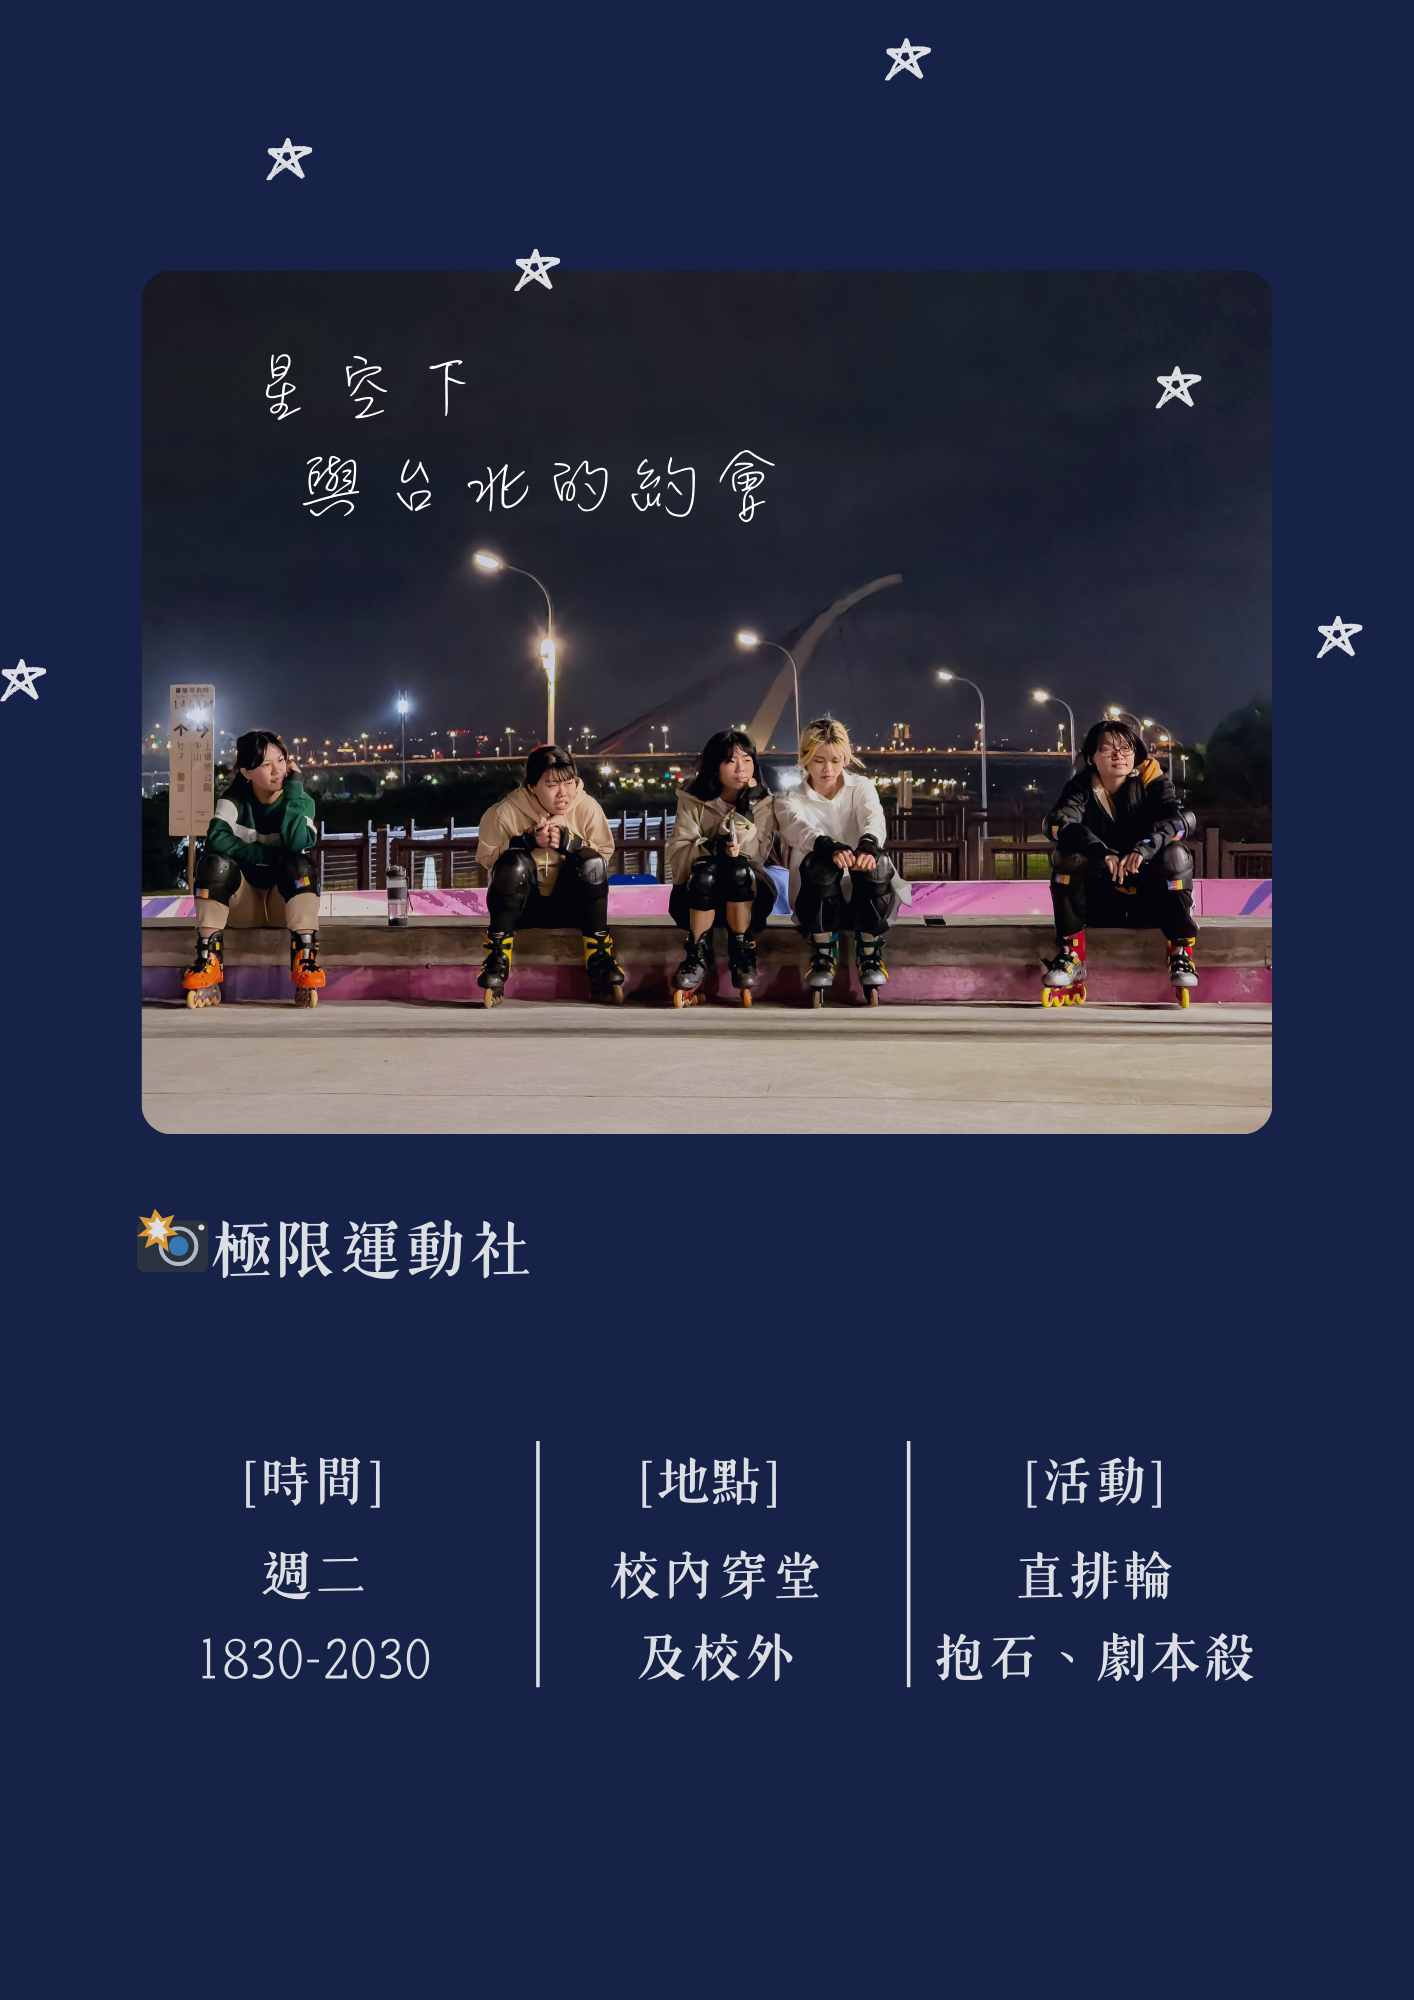 星空下
與台北的約會
極限運動社
[時間]
週二
1830-2030
[地點]
校內穿堂
及校外
[活動]
直排輪
抱石、劇本殺